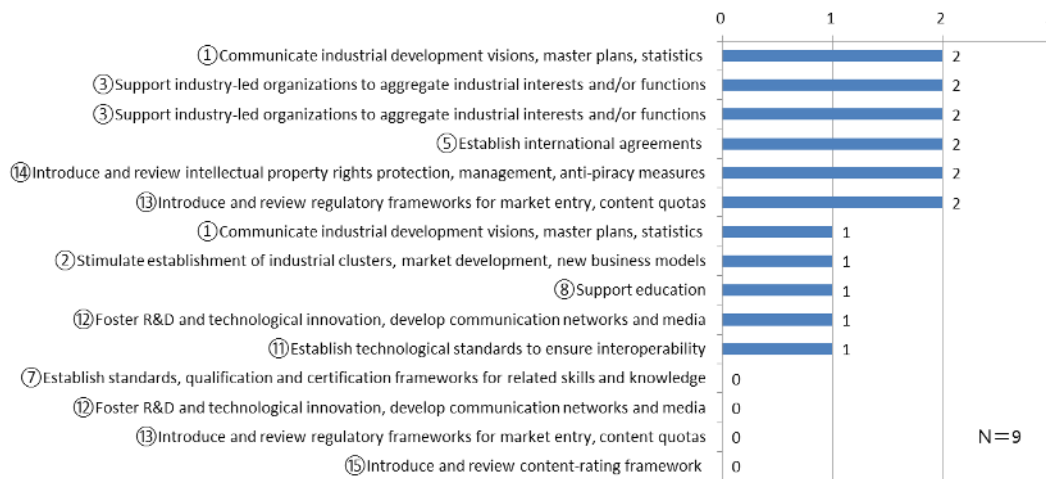 0 1 2
①Communicate industrial development visions, master plans, statistics 2
③Support industry-led organizations to aggregate industrial interests and/or functions 2
③Support industry-led organizations to aggregate industrial interests and/or functions 2
⑤Establish international agreements 2
⑭Introduce and review intellectual property rights protection, management, anti-piracy measures 2
⑬Introduce and review regulatory frameworks for market entry, content quotas 2
①Communicate industrial development visions, master plans, statistics 1
②Stimulate establishment of industrial clusters, market development, new business models 1
⑧Support education 1
⑫Foster R&D and technological innovation, develop communication networks and media 1
⑪Establish technological standards to ensure interoperability 1
⑦Establish standards, qualification and certification frameworks for related skills and knowledge 0
⑫Foster R&D and technological innovation, develop communication networks and media 0
⑬Introduce and review regulatory frameworks for market entry, content quotas 0 N=9
⑮Introduce and review content-rating framework 0